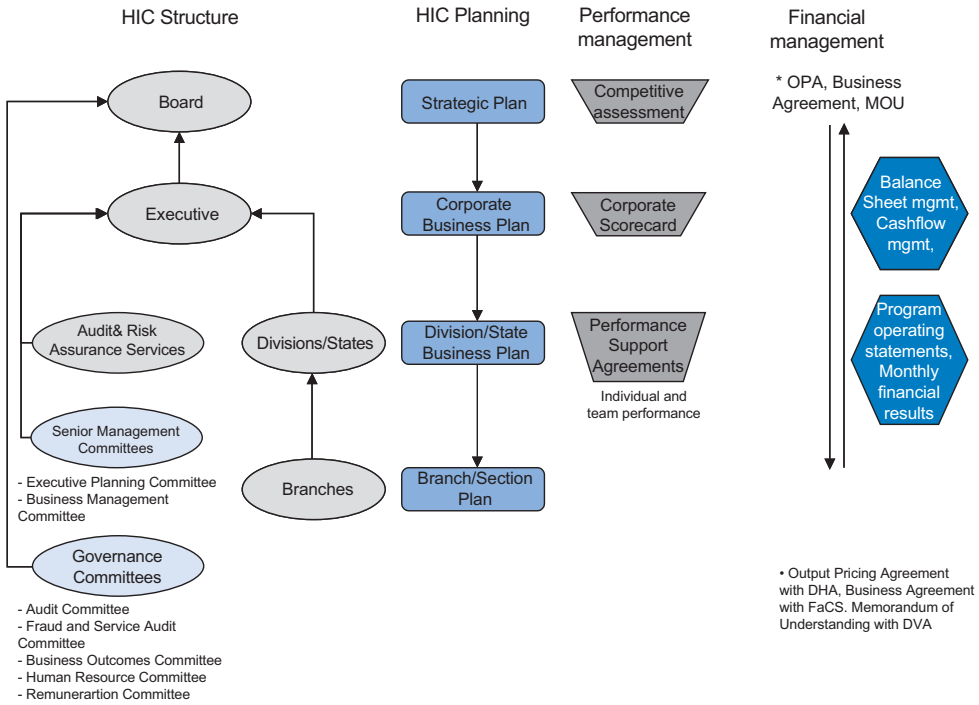 HIC Structure
HIC Planning
Performance
management
Financial
management
Board
Executive
Audit& Risk
Assurance Services
Divisions/States
Senior Management
Committees
- Executive Planning Committee
- Business Management
Committee
Branches
Governance
Committees
- Audit Committee
- Fraud and Service Audit
Committee
- Business Outcomes Committee
- Human Resource Committee
- Remunerartion Committee
Strategic Plan
Corporate
Business Plan
Division/State
Business Plan
Branch/Section
Plan
Competitive
assessment
Corporate
Scorecard
Performance
Support
Agreements
Individual and
team performance
* OPA, Business
Agreement, MOU
Balance
Sheet mgmt,
Cashflow
mgmt,
Program
operating
statements,
Monthly
financial
results
• Output Pricing Agreement
with DHA, Business Agreement
with FaCS. Memorandum of
Understanding with DVA